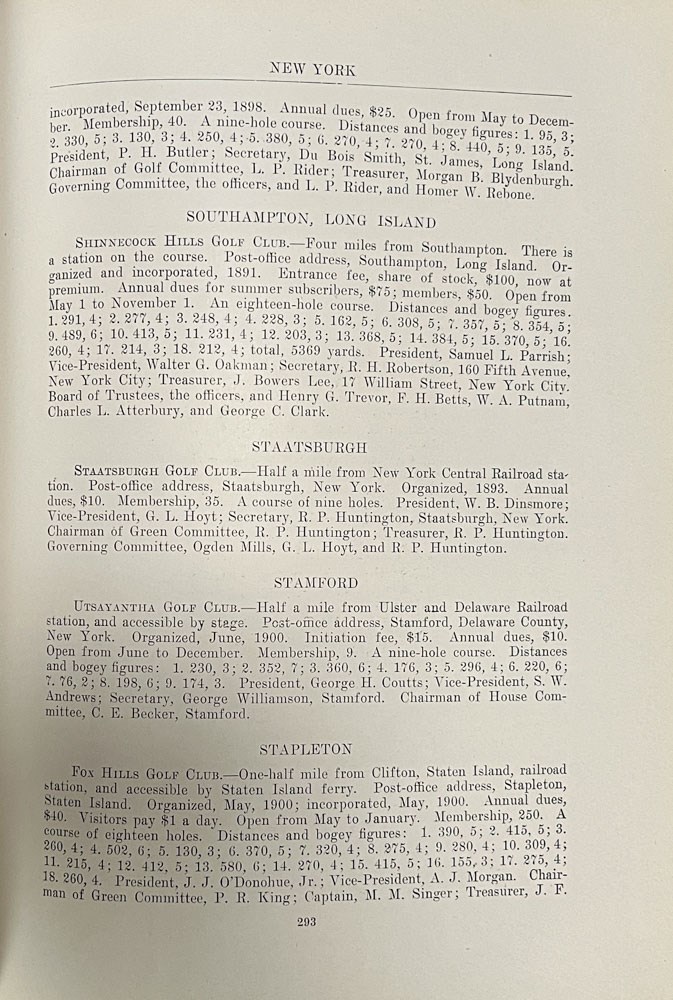 NEW YORK
incorporated, September 23, 1898. Annual dues, $25. Open from May to Decem-
ber. Membership, 40. A nine-hole course. Distances and bogey figures: 1. 95, 3;
2. 330, 5; 3. 130, 3; 4. 250, 4; 5. 380, 5; 6. 270, 4; 7. 270, 4; 8. 440, 5; 9. 135, 5.
President, P. H. Butler; Secretary, Du Bois Smith, St. James, Long Island.
Chairman of Golf Committee, L. P. Rider; Treasurer, Morgan B. Blydenburgh.
Governing Committee, the officers, and L. P. Rider, and Homer W. Rebone.
SOUTHAMPTON, LONG ISLAND
SHINNECOCK HILLS GOLF CLUB.—Four miles from Southampton. There is
a station on the course. Post-office address, Southampton, Long Island. Or-
ganized and incorporated, 1891. Entrance fee, share of stock, $100, now at
premium. Annual dues for summer subscribers, $75; members, $50. Open from
May 1 to November 1. An eighteen-hole course. Distances and bogey figures.
1. 291, 4; 2. 277, 4; 3. 248, 4; 4. 228, 3; 5. 162, 5; 6. 308, 5; 7. 357, 5; 8. 354, 5;
9. 489, 6; 10. 413, 5; 11. 231, 4; 12. 203, 3; 13. 368, 5; 14. 384, 5; 15. 370, 5; 16.
260, 4; 17. 214, 3; 18. 212, 4; total, 5369 yards. President, Samuel L. Parrish;
Vice-President, Walter G. Oakman; Secretary, R. H. Robertson, 160 Fifth Avenue,
New York City; Treasurer, J. Bowers Lee, 17 William Street, New York City.
Board of Trustees, the officers, and Henry G. Trevor, F. H. Betts, W. A. Putnam,
Charles L. Atterbury, and George C. Clark.
STAATSBURGH
STAATSBURGH GOLF CLUB.—Half a mile from New York Central Railroad sta-
tion. Post-office address, Staatsburgh, New York. Organized, 1893. Annual
dues, $10. Membership, 35. A course of nine holes. President, W. B. Dinsmore;
Vice-President, G. L. Hoyt; Secretary, R. P. Huntington, Staatsburgh, New York.
Chairman of Green Committee, R. P. Huntington; Treasurer, R. P. Huntington.
Governing Committee, Ogden Mills, G. L. Hoyt, and R. P. Huntington.
STAMFORD
UTSAYANTHA GOLF CLUB.—Half a mile from Ulster and Delaware Railroad
station, and accessible by stage. Post-office address, Stamford, Delaware County,
New York. Organized, June, 1900. Initiation fee, $15. Annual dues, $10.
Open from June to December. Membership, 9. A nine-hole course. Distances
and bogey figures: 1. 230, 3; 2. 352, 7; 3. 360, 6; 4. 176, 3; 5. 296, 4; 6. 220, 6;
7. 76, 2; 8. 198, 6; 9. 174, 3. President, George H. Coutts; Vice-President, S. W.
Andrews; Secretary, George Williamson, Stamford. Chairman of House Com-
mittee, C. E. Becker, Stamford.
STAPLETON
FOX HILLS GOLF CLUB.—One-half mile from Clifton, Staten Island, railroad
station, and accessible by Staten Island ferry. Post-office address, Stapleton,
Staten Island. Organized, May, 1900; incorporated, May, 1900. Annual dues,
$40. Visitors pay $1 a day. Open from May to January. Membership, 250. A
course of eighteen holes. Distances and bogey figures: 1. 390, 5; 2. 415, 5; 3.
260, 4; 4. 502, 6; 5. 130, 3; 6. 370, 5; 7. 320, 4; 8. 275, 4; 9. 280, 4; 10. 309, 4;
11. 215, 4; 12. 412, 5; 13. 580, 6; 14. 270, 4; 15. 415, 5; 16. 155, 3; 17. 275, 4;
18. 260, 4. President, J. J. O'Donohue, Jr.; Vice-President, A. J. Morgan. Chair-
man of Green Committee, P. R. King; Captain, M. M. Singer; Treasurer, J. F.
293